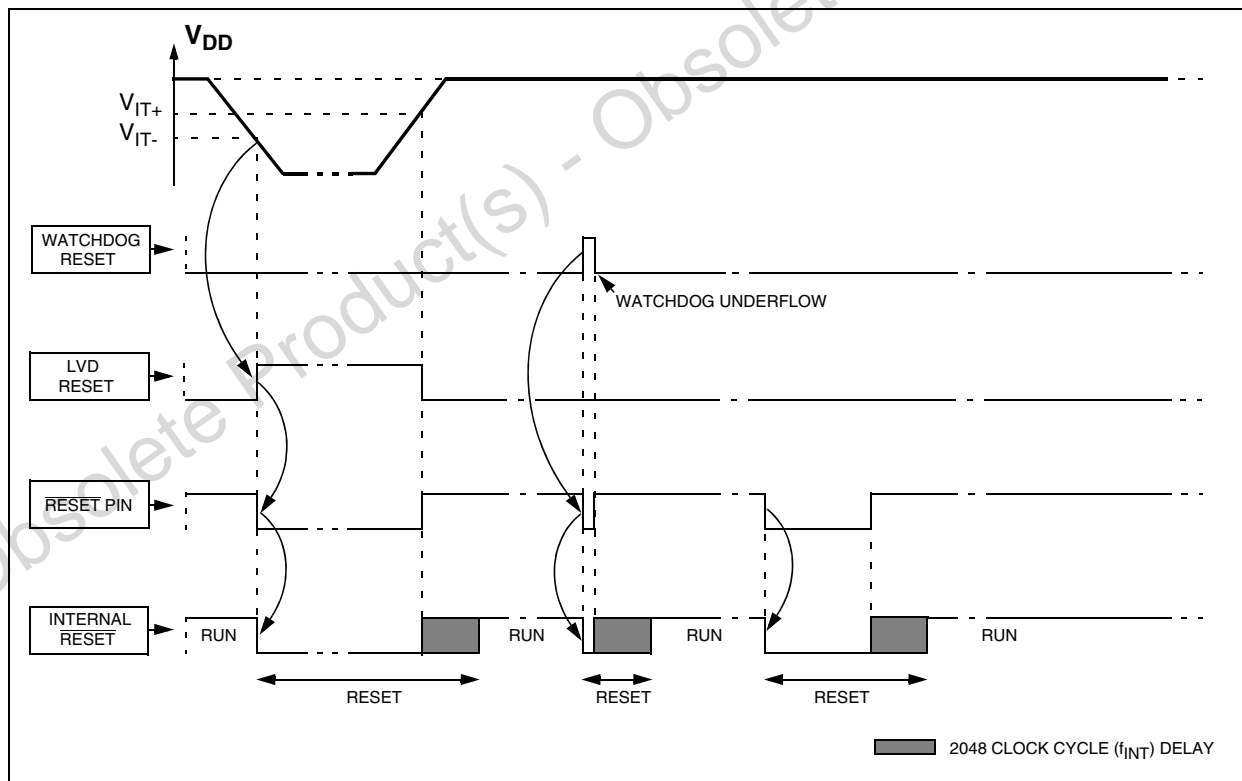 VDD
VIT+
VIT-
WATCHDOG
RESET
WATCHDOG UNDERFLOW
LVD
RESET
RESET PIN
INTERNAL
RESET
RUN
RUN
RUN
RUN
RESET
RESET
RESET
2048 CLOCK CYCLE (fINT) DELAY
Obsolete Product(s) - Obsolete